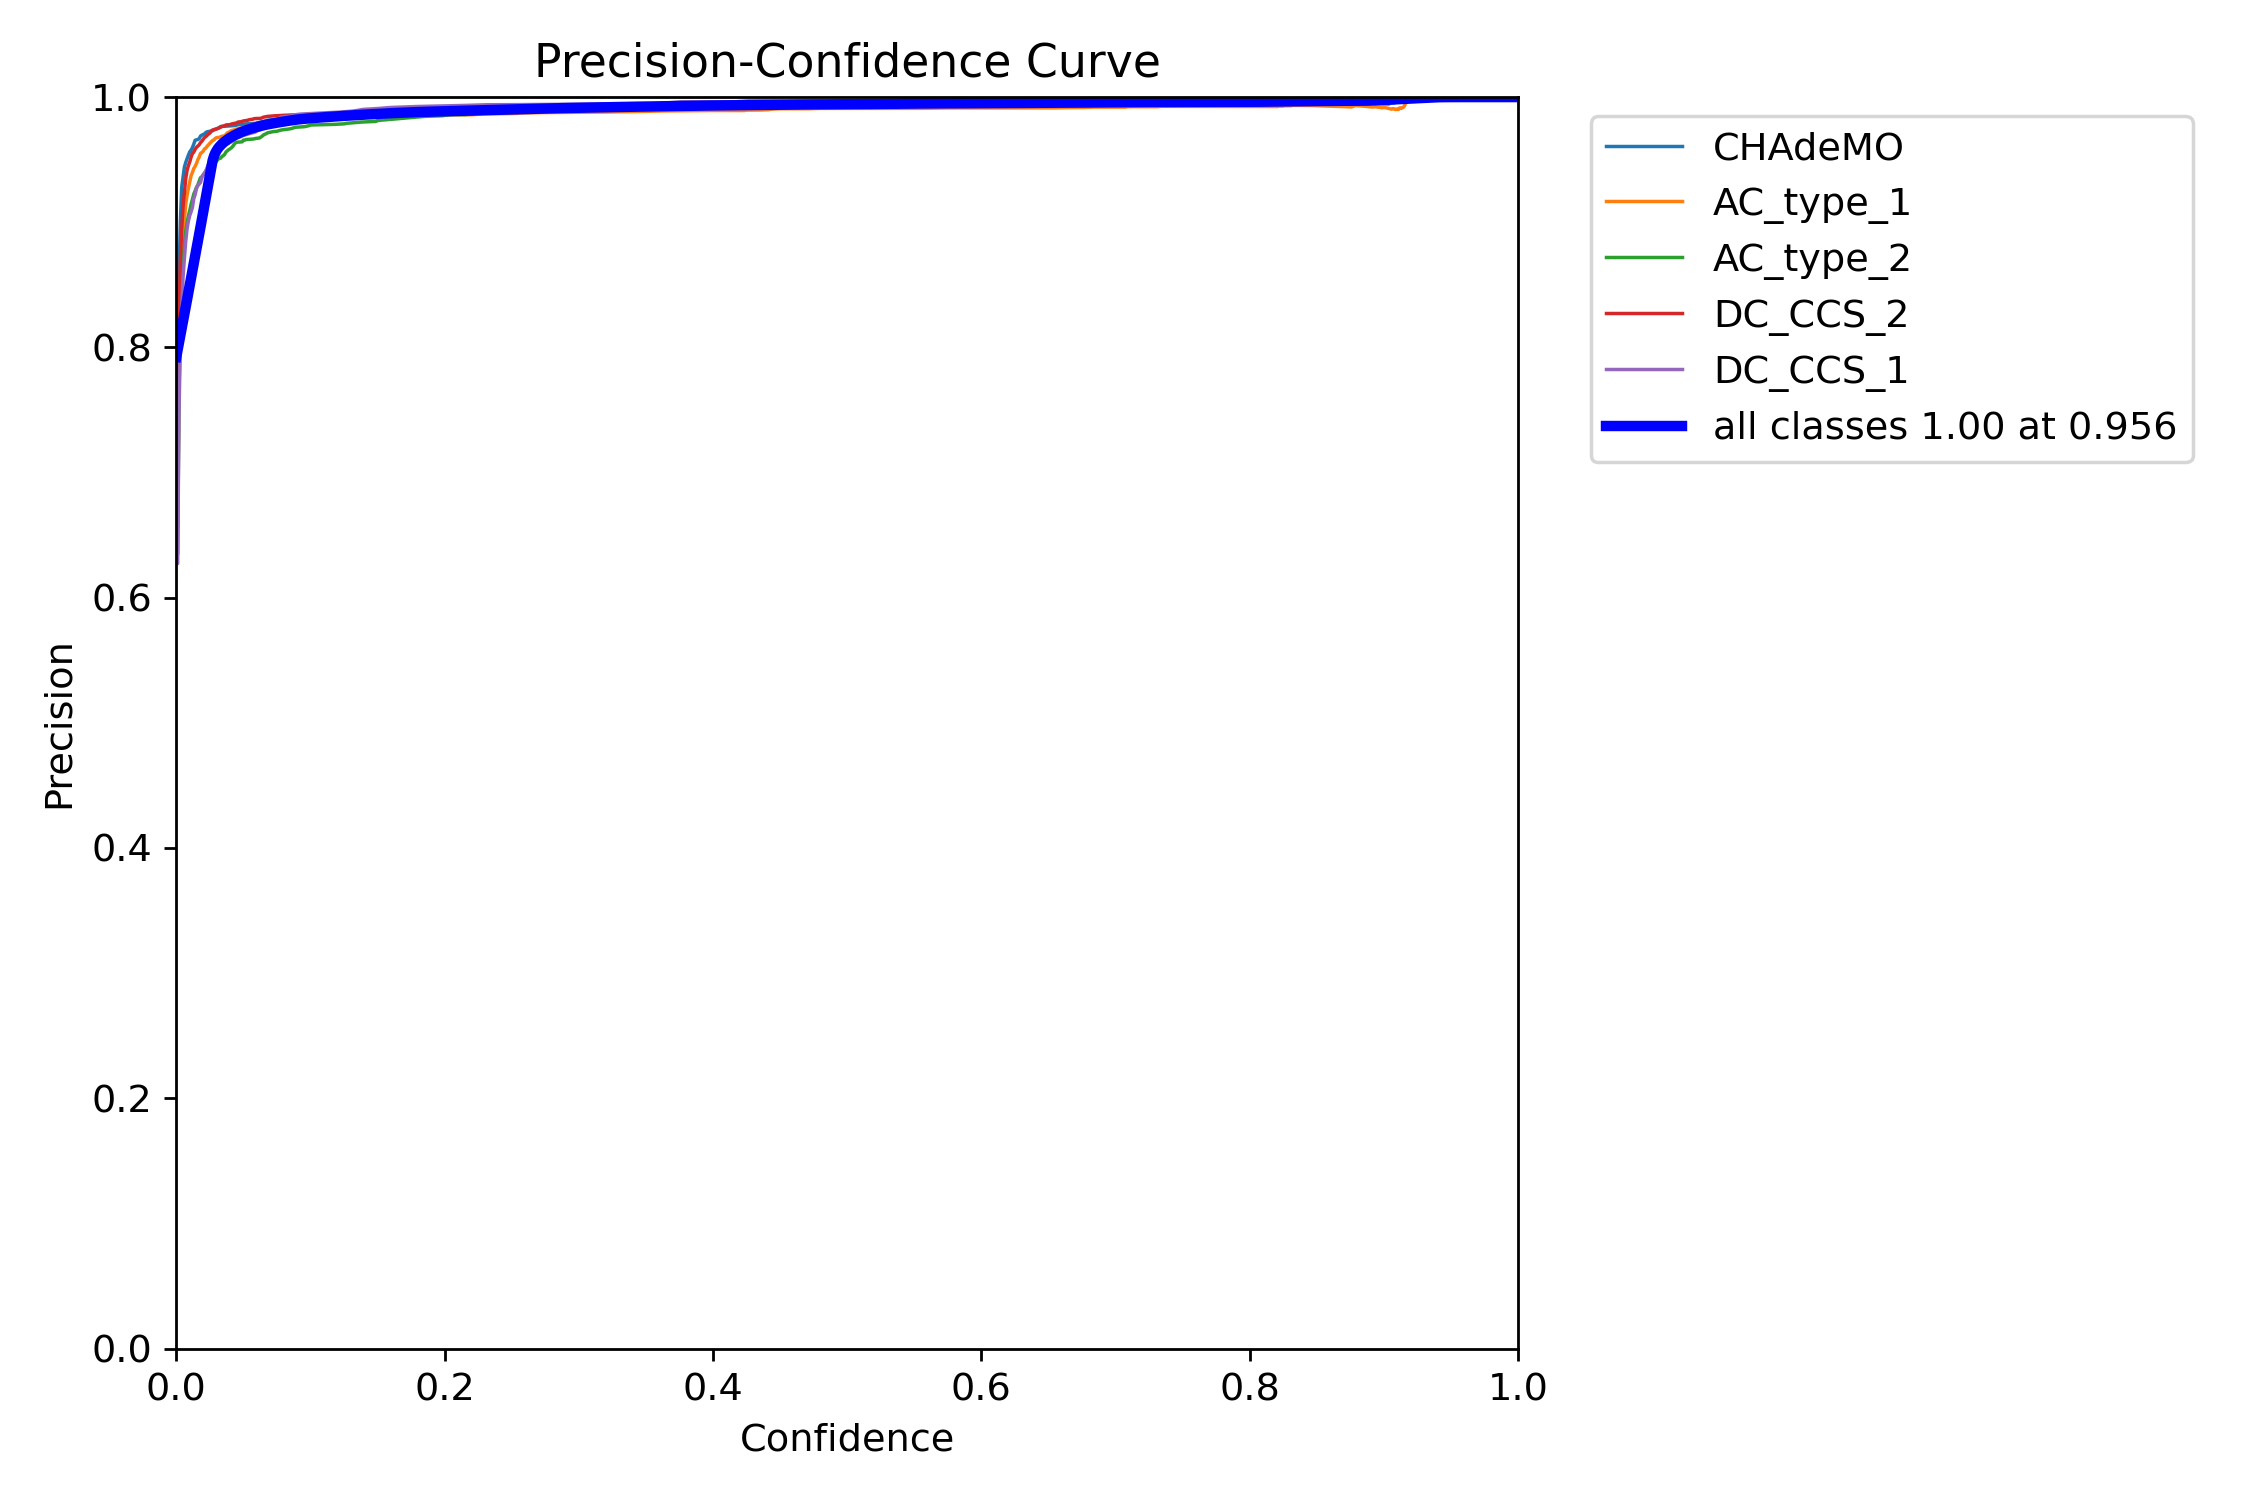 Precision-Confidence Curve
1.0
0.8
0.6
0.4
0.2
0.0
Precision
0.0 0.2 0.4 0.6 0.8 1.0
Confidence
CHAdeMO
AC_type_1
AC_type_2
DC_CCS_2
DC_CCS_1
all classes 1.00 at 0.956